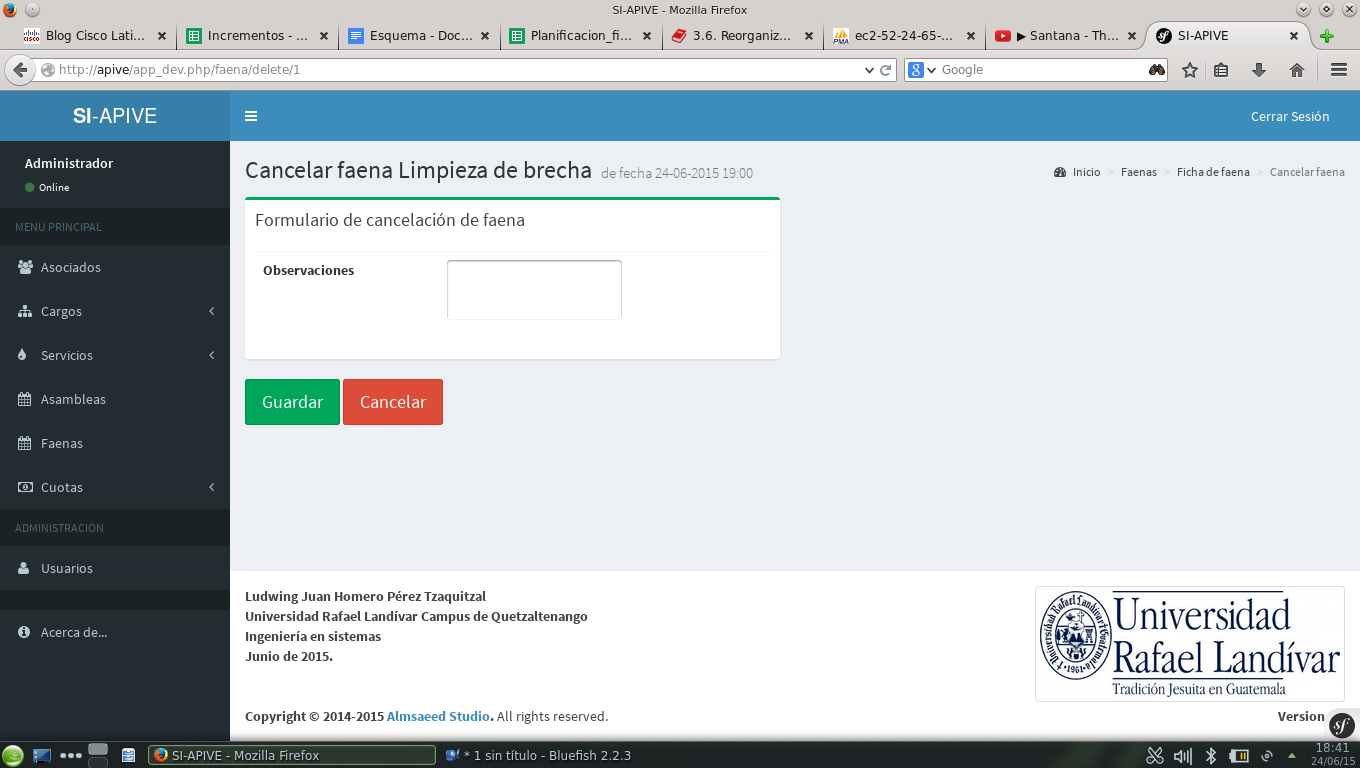 SI-APIVE - Mozilla Firefox
Blog Cisco Lati...
Incrementos - ...
Esquema - Doc...
Planificacion_fi...
3.6. Reorganiz...
ec2-52-24-65-...
▶ Santana - Th...
SI-APIVE
http://apive/app_dev.php/faena/delete/1
Google
SI-APIVE
Cerrar Sesión
Administrador
Online
MENÚ PRINCIPAL
Asociados
Cargos
Servicios
Asambleas
Faenas
Cuotas
ADMINISTRACIÓN
Usuarios
Acerca de...
Cancelar faena Limpieza de brecha de fecha 24-06-2015 19:00
Inicio > Faenas > Ficha de faena > Cancelar faena
Formulario de cancelación de faena
Observaciones
Guardar
Cancelar
Ludwing Juan Homero Pérez Tzaquitzal
Universidad Rafael Landívar Campus de Quetzaltenango
Ingeniería en sistemas
Junio de 2015.
Universidad
Rafael Landívar
Tradición Jesuita en Guatemala
Copyright © 2014-2015 Almsaeed Studio. All rights reserved.
Version
SI-APIVE - Mozilla Firefox
* 1 sin título - Bluefish 2.2.3
18:41
24/06/15